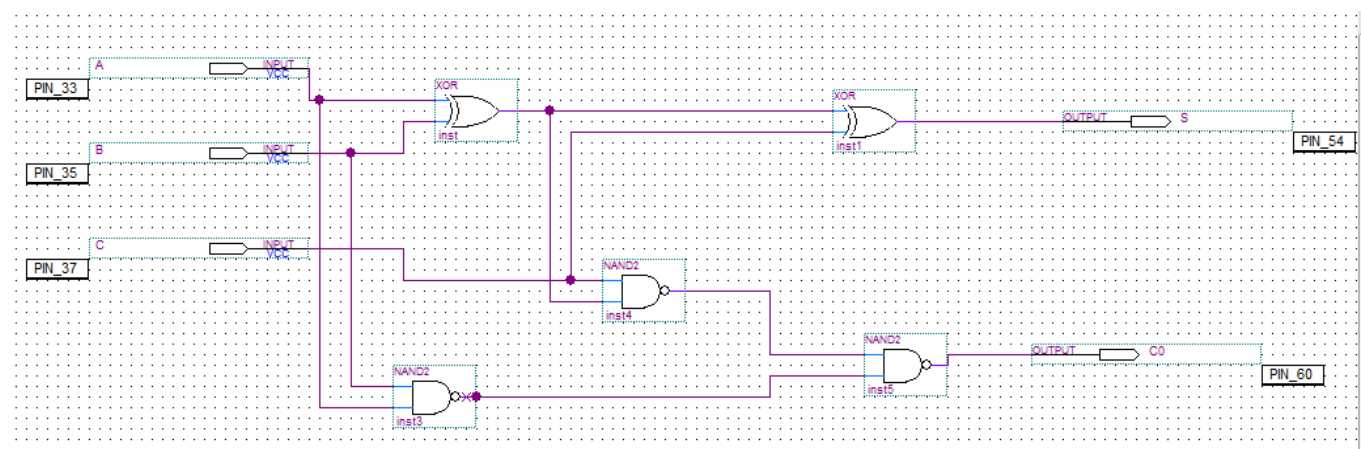 A
INPUT
VCC
PIN_33
XOR
inst
XOR
inst1
OUTPUT
S
PIN_54
B
INPUT
VCC
PIN_35
C
INPUT
VCC
PIN_37
NAND2
inst4
NAND2
inst5
OUTPUT
C0
PIN_60
NAND2
inst3